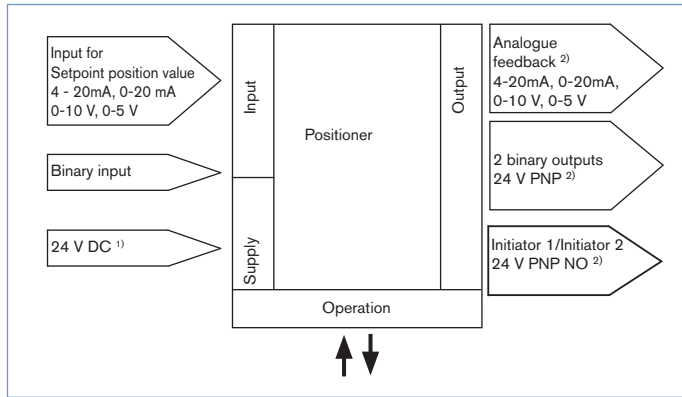 Input for
Setpoint position value
4 - 20mA, 0-20 mA
0-10 V, 0-5 V
Binary input
24 V DC 1)
Input
Supply
Positioner
Operation
Output
Analogue
feedback 2)
4-20mA, 0-20mA,
0-10 V, 0-5 V
2 binary outputs
24 V PNP 2)
Initiator 1/Initiator 2
24 V PNP NO 2)